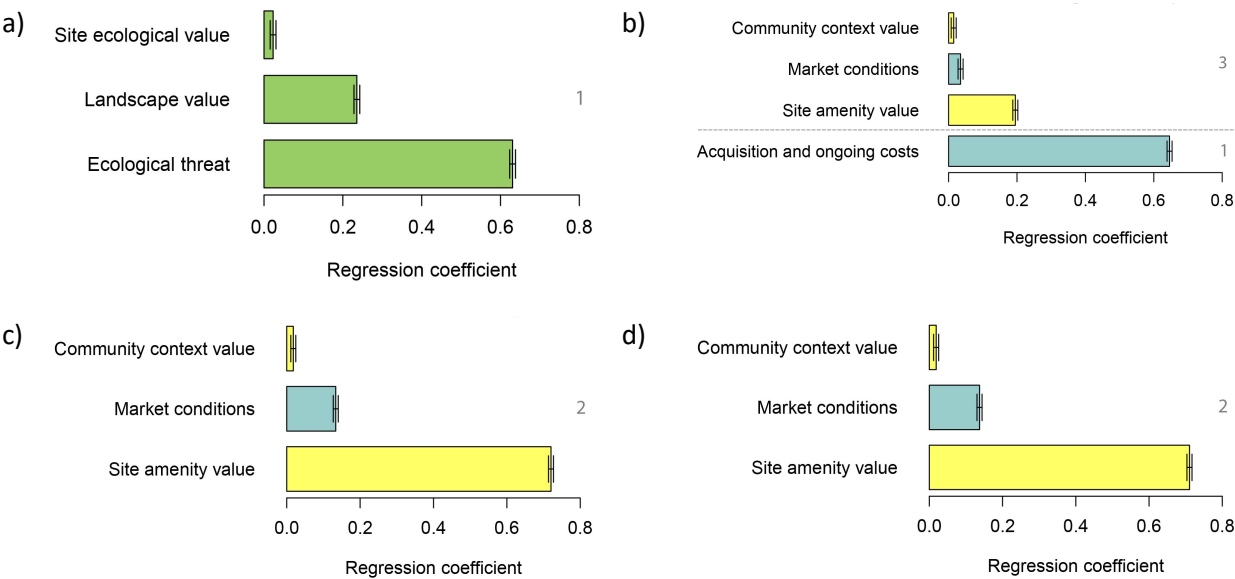 a)
Site ecological value
Landscape value
1
Ecological threat
0.0 0.2 0.4 0.6 0.8
Regression coefficient
b)
Community context value
Market conditions
3
Site amenity value
Acquisition and ongoing costs
1
0.0 0.2 0.4 0.6 0.8
Regression coefficient
c)
Community context value
Market conditions
2
Site amenity value
0.0 0.2 0.4 0.6 0.8
Regression coefficient
d)
Community context value
Market conditions
2
Site amenity value
0.0 0.2 0.4 0.6 0.8
Regression coefficient